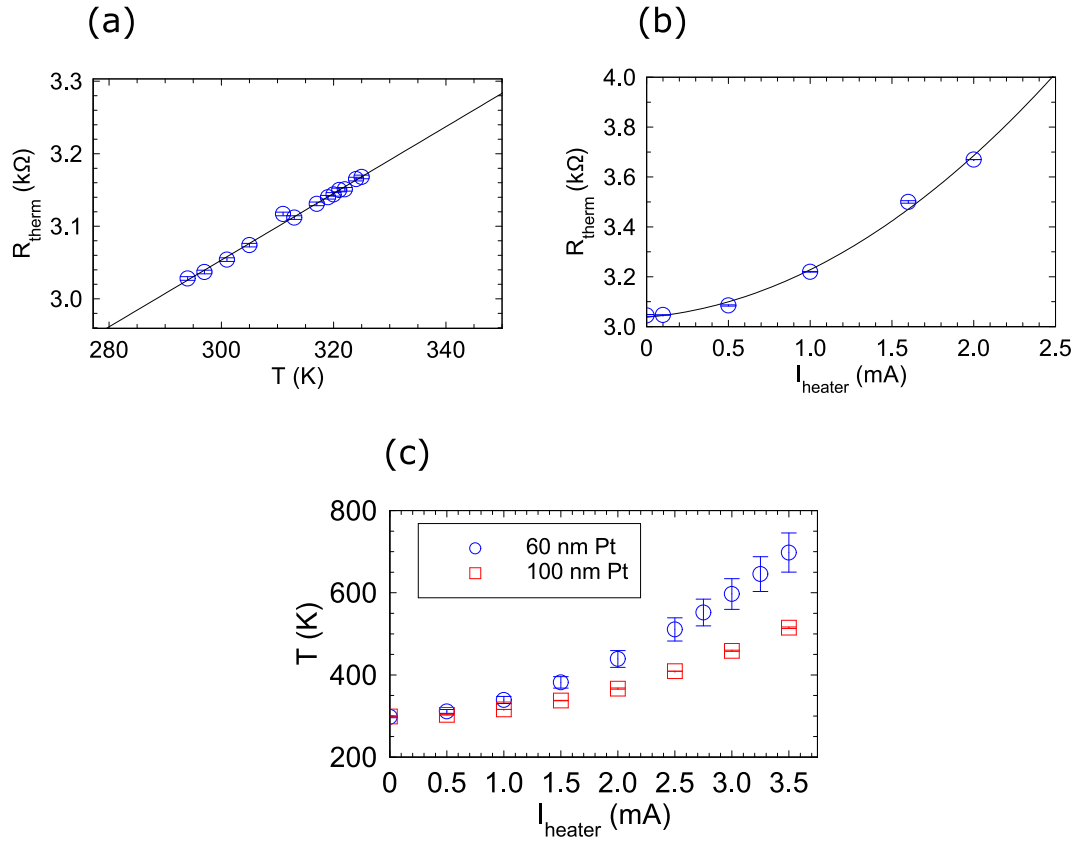 (a)
3.3
3.2
3.1
3.0
R_therm (kΩ)
280 300 320 340
T (K)
(b)
4.0
3.8
3.6
3.4
3.2
3.0
R_therm (kΩ)
0 0.5 1.0 1.5 2.0 2.5
I_heater (mA)
(c)
800
600
400
200
T (K)
60 nm Pt
100 nm Pt
0 0.5 1.0 1.5 2.0 2.5 3.0 3.5
I_heater (mA)